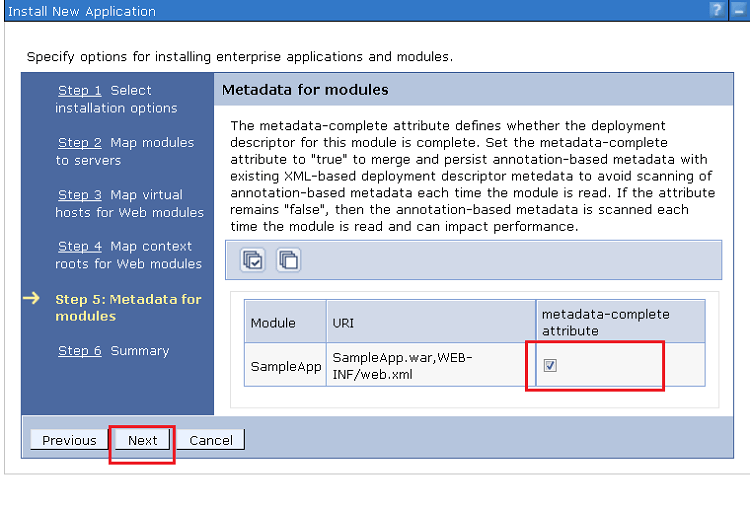 Install New Application
?
Specify options for installing enterprise applications and modules.
Step 1 Select
installation options
Step 2 Map modules
to servers
Step 3 Map virtual
hosts for Web modules
Step 4 Map context
roots for Web modules
Step 5: Metadata for
modules
Step 6 Summary
Metadata for modules
The metadata-complete attribute defines whether the deployment
descriptor for this module is complete. Set the metadata-complete
attribute to "true" to merge and persist annotation-based metadata with
existing XML-based deployment descriptor metedata to avoid scanning of
annotation-based metadata each time the module is read. If the attribute
remains "false", then the annotation-based metadata is scanned each
time the module is read and can impact performance.
Module
URI
metadata-complete
attribute
SampleApp
SampleApp.war,WEB-
INF/web.xml
Previous
Next
Cancel